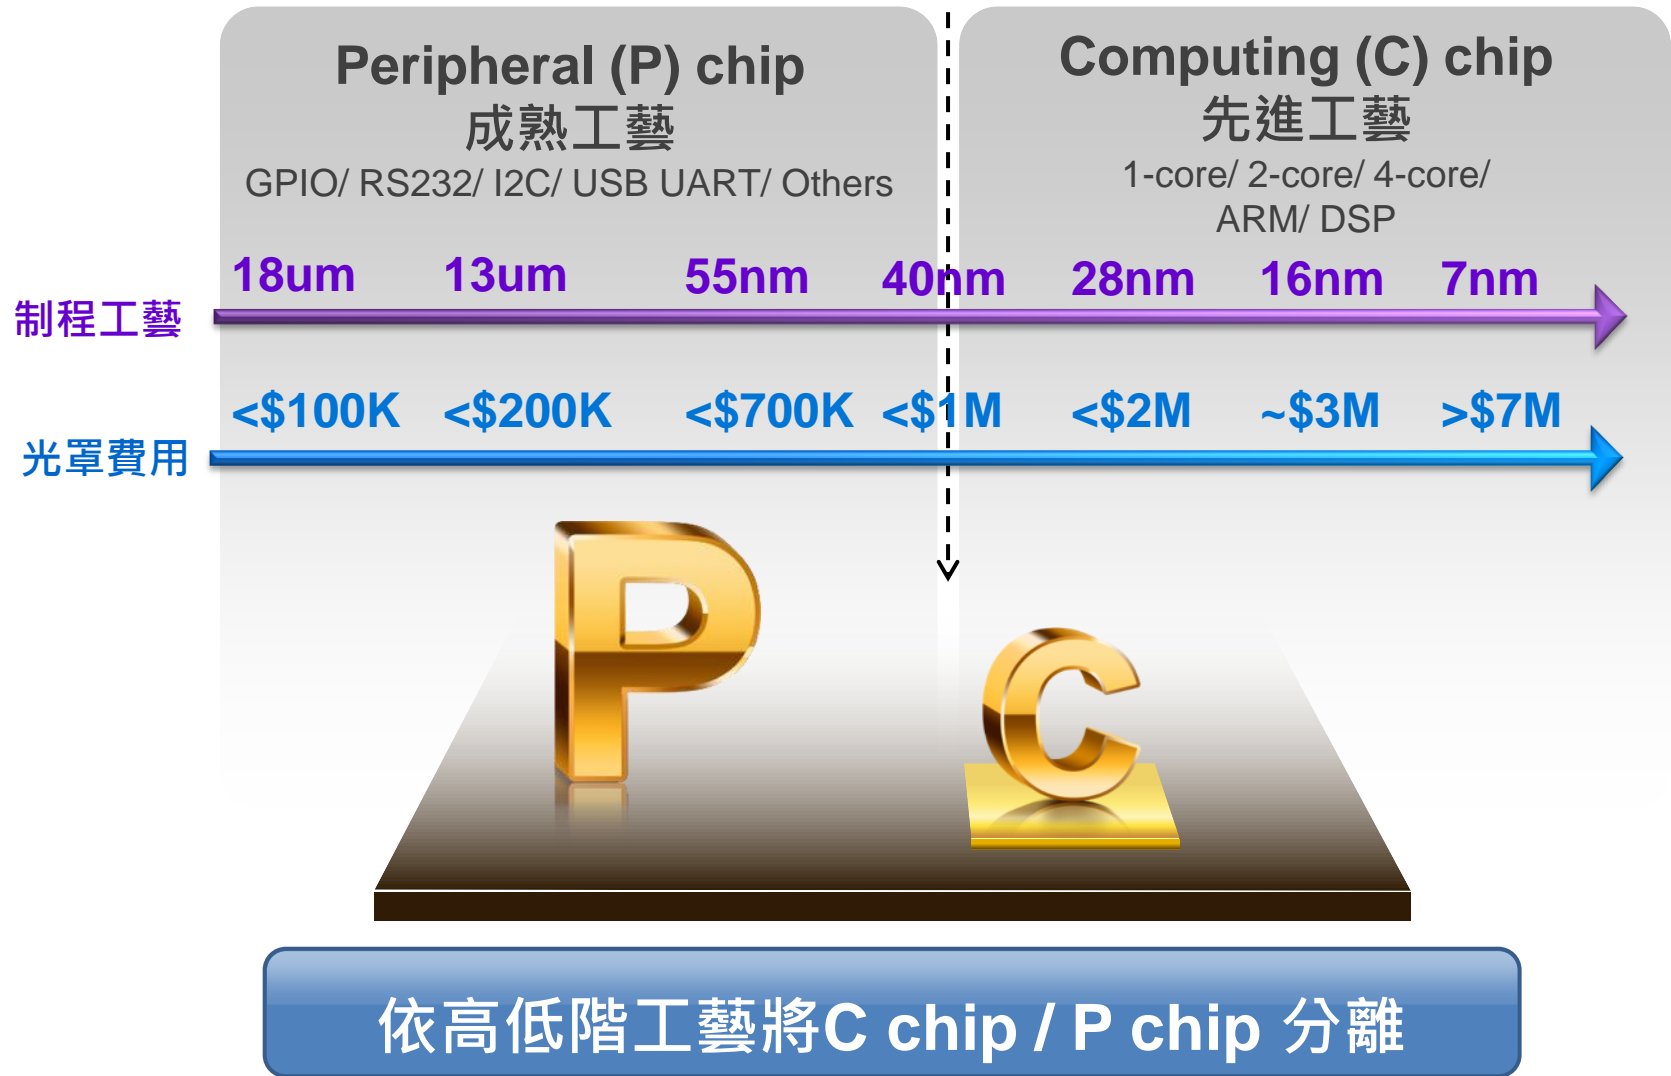 Peripheral (P) chip
成熟工藝
GPIO/ RS232/ I2C/ USB UART/ Others
Computing (C) chip
先進工藝
1-core/ 2-core/ 4-core/
ARM/ DSP
制程工藝
18um 13um 55nm 40nm 28nm 16nm 7nm
光罩費用
<$100K <$200K <$700K <$1M <$2M ~$3M >$7M
P
C
依高低階工藝將C chip / P chip 分離